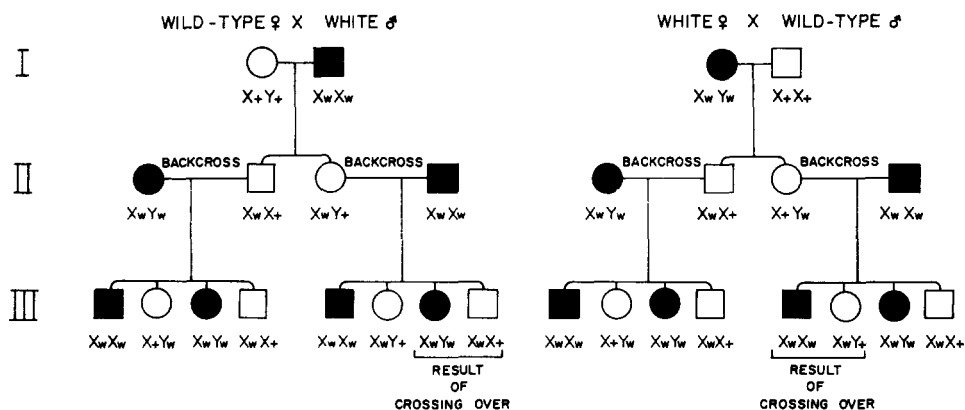 WILD-TYPE ♀ X WHITE ♂
WHITE ♀ X WILD-TYPE ♂
I
X+Y+ XwXw
XwYw X+X+
II
BACKCROSS BACKCROSS
BACKCROSS BACKCROSS
XwYw XwX+ XwY+ XwXw
XwYw XwX+ X+Yw XwXw
III
XwXw X+Yw XwYw XwX+
XwXw XwY+ XwYw XwX+
XwXw X+Yw XwYw XwX+
XwXw XwY+ XwYw XwX+
RESULT
OF
CROSSING OVER
RESULT
OF
CROSSING OVER